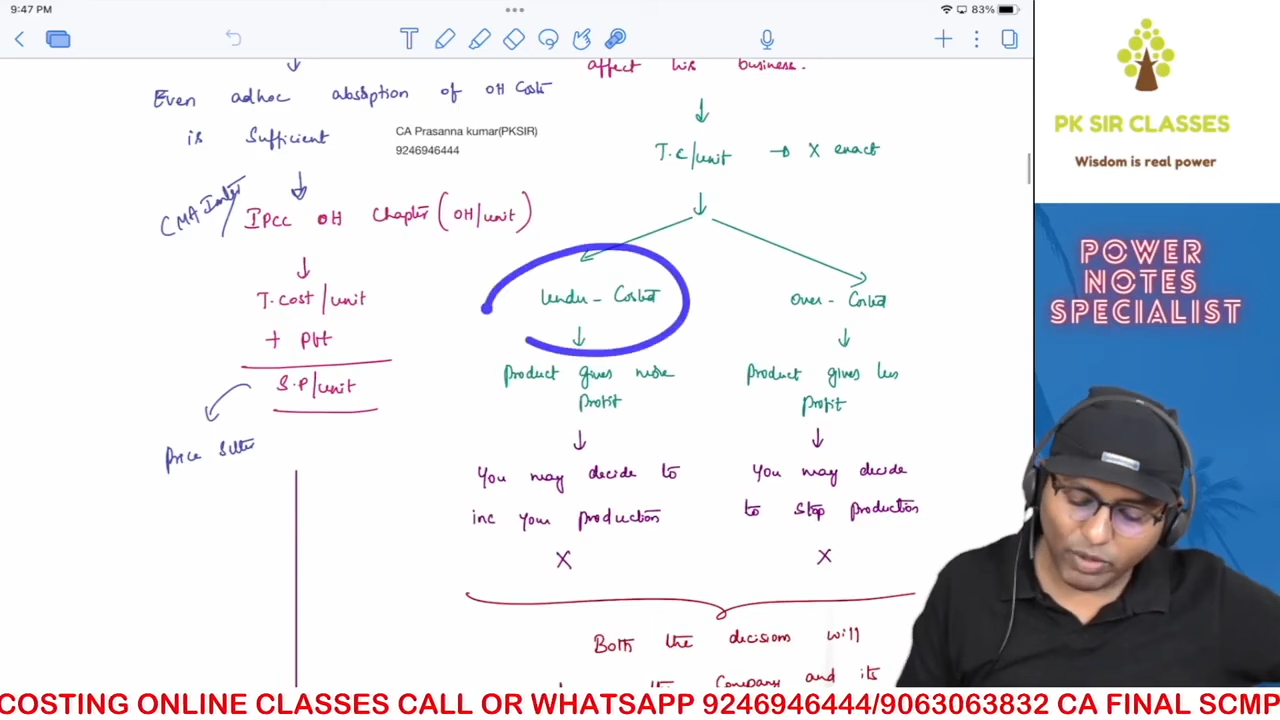 9:47 PM
83%
affect his business.
Even adhoc absorption of OH Costs
is Sufficient
CA Prasanna kumar(PKSIR)
9246946444
T.C/unit → X exact
CMA Inter/
IPCC OH Chapter (OH/unit)
T.cost/unit
+ Pbt
S.P/unit
Price Setter
Under-Costed
Over-Costed
Product gives more
Profit
Product gives less
Profit
You may decide to
inc your production
X
You may decide
to stop production
X
Both the decisions will
Company and its
PK SIR CLASSES
Wisdom is real power
POWER
NOTES
SPECIALIST
COSTING ONLINE CLASSES CALL OR WHATSAPP 9246946444/9063063832 CA FINAL SCMP